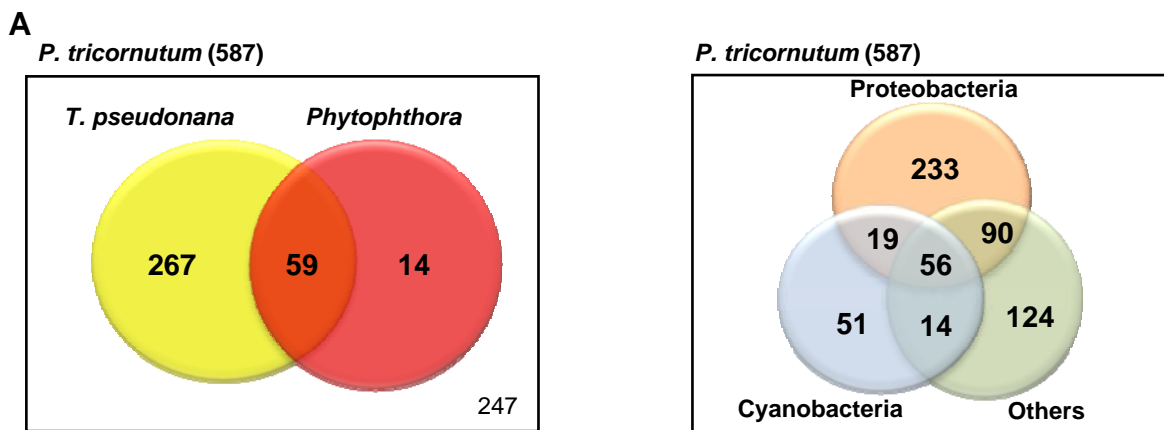 A
P. tricornutum (587)
T. pseudonana
Phytophthora
267
59
14
247
P. tricornutum (587)
Proteobacteria
233
19
90
56
51
14
124
Cyanobacteria
Others